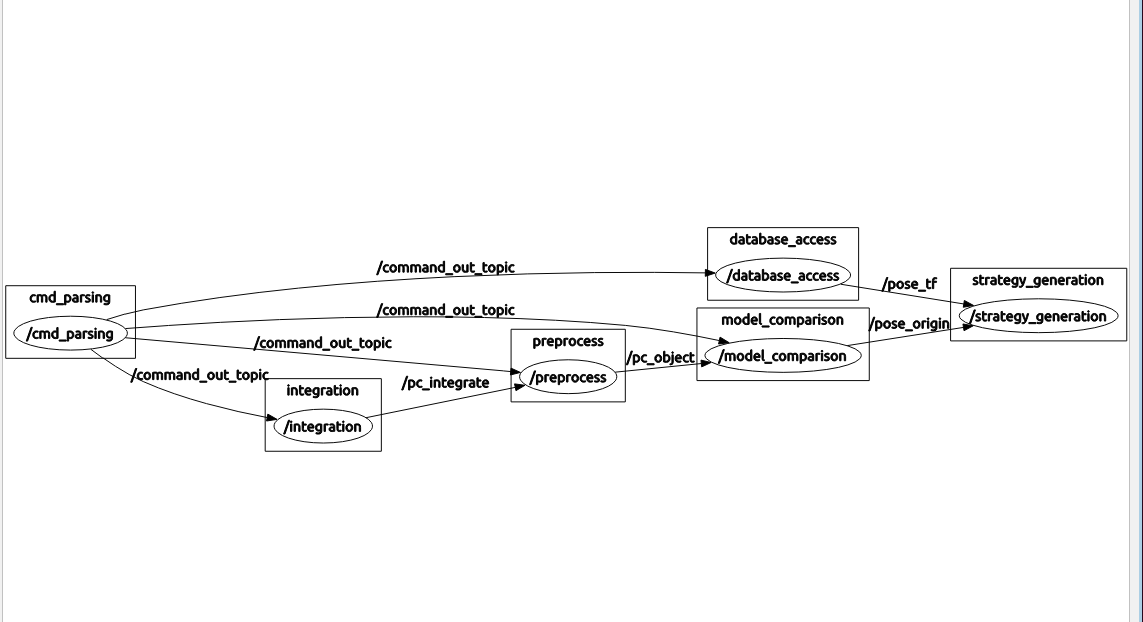 cmd_parsing
/cmd_parsing
/command_out_topic
/command_out_topic
/command_out_topic
/command_out_topic
integration
/integration
/pc_integrate
preprocess
/preprocess
/pc_object
database_access
/database_access
model_comparison
/model_comparison
/pose_tf
/pose_origin
strategy_generation
/strategy_generation